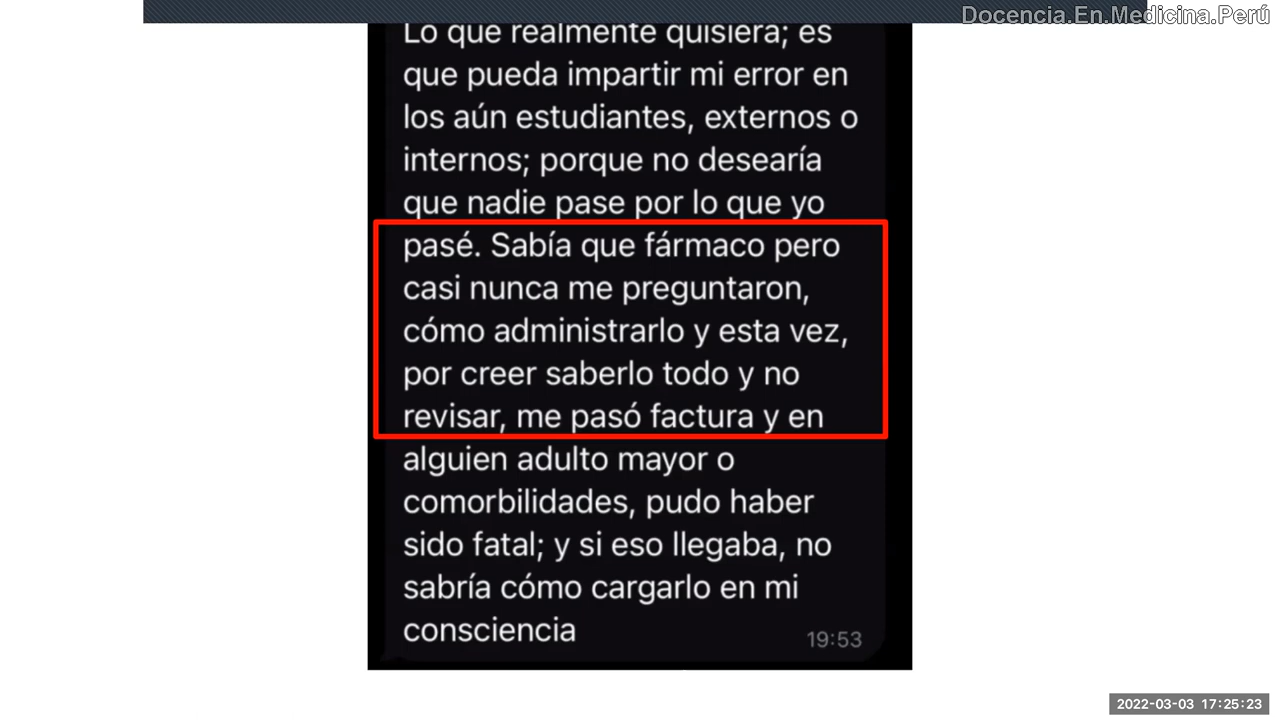 Docencia.En.Medicina.Perú
Lo que realmente quisiera; es
que pueda impartir mi error en
los aún estudiantes, externos o
internos; porque no desearía
que nadie pase por lo que yo
pasé. Sabía que fármaco pero
casi nunca me preguntaron,
cómo administrarlo y esta vez,
por creer saberlo todo y no
revisar, me pasó factura y en
alguien adulto mayor o
comorbilidades, pudo haber
sido fatal; y si eso llegaba, no
sabría cómo cargarlo en mi
consciencia
19:53
2022-03-03 17:25:23